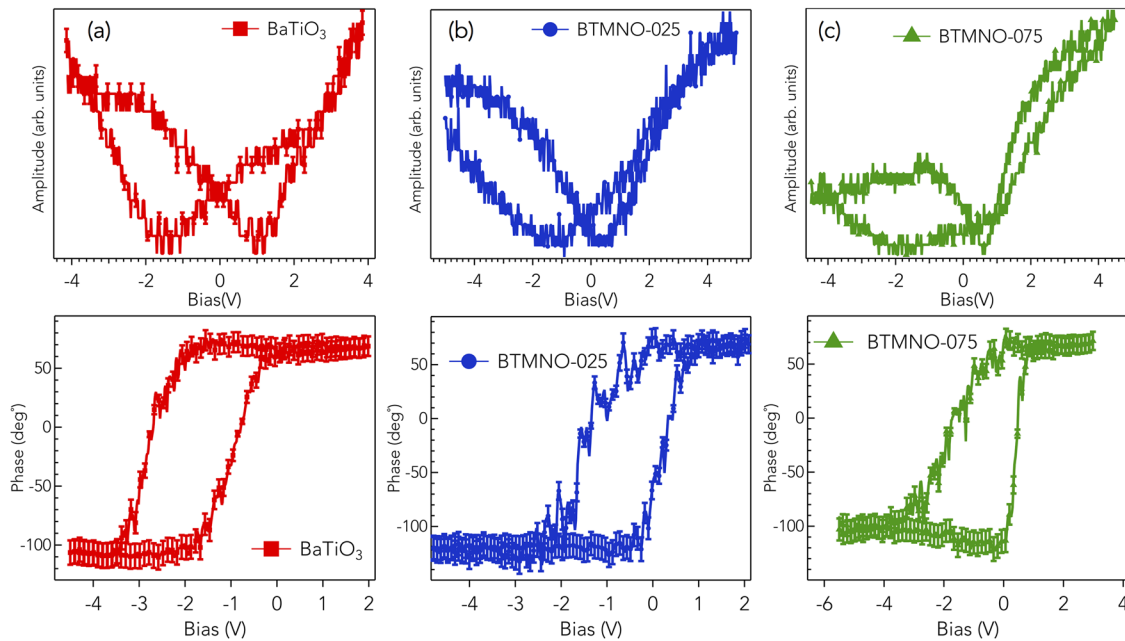 (a)
BaTiO₃
Amplitude (arb. units)
-4 -2 0 2 4
Bias(V)
(b)
BTMNO-025
Amplitude (arb. units)
-4 -2 0 2 4
Bias(V)
(c)
BTMNO-075
Amplitude (arb. units)
-4 -2 0 2 4
Bias(V)
50
0
-50
-100
Phase (deg°)
BaTiO₃
-4 -3 -2 -1 0 1 2
Bias (V)
50
0
-50
-100
Phase (deg°)
BTMNO-025
-4 -3 -2 -1 0 1 2
Bias (V)
50
0
-50
-100
Phase (deg°)
BTMNO-075
-6 -4 -2 0 2 4
Bias (V)